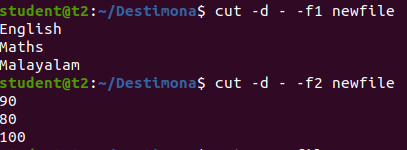 student@t2:~/Destimona$ cut -d - -f1 newfile
English
Maths
Malayalam
student@t2:~/Destimona$ cut -d - -f2 newfile
90
80
100